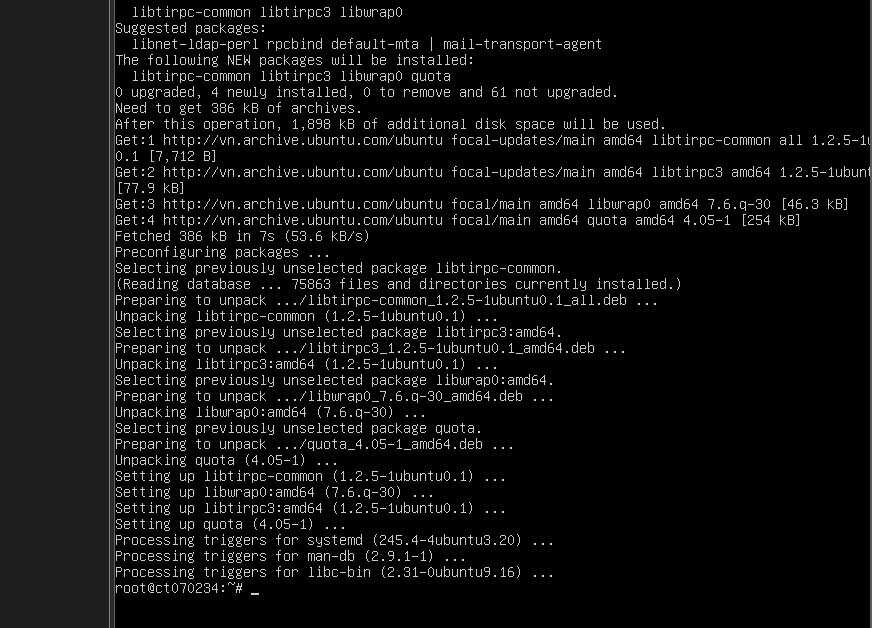 libtirpc-common libtirpc3 libwrap0
Suggested packages:
libnet-ldap-perl rpcbind default-mta | mail-transport-agent
The following NEW packages will be installed:
libtirpc-common libtirpc3 libwrap0 quota
0 upgraded, 4 newly installed, 0 to remove and 61 not upgraded.
Need to get 386 kB of archives.
After this operation, 1,898 kB of additional disk space will be used.
Get:1 http://vn.archive.ubuntu.com/ubuntu focal-updates/main amd64 libtirpc-common all 1.2.5-1u
0.1 [7,712 B]
Get:2 http://vn.archive.ubuntu.com/ubuntu focal-updates/main amd64 libtirpc3 amd64 1.2.5-1ubunt
[77.9 kB]
Get:3 http://vn.archive.ubuntu.com/ubuntu focal/main amd64 libwrap0 amd64 7.6.q-30 [46.3 kB]
Get:4 http://vn.archive.ubuntu.com/ubuntu focal/main amd64 quota amd64 4.05-1 [254 kB]
Fetched 386 kB in 7s (53.6 kB/s)
Preconfiguring packages ...
Selecting previously unselected package libtirpc-common.
(Reading database ... 75863 files and directories currently installed.)
Preparing to unpack .../libtirpc-common_1.2.5-1ubuntu0.1_all.deb ...
Unpacking libtirpc-common (1.2.5-1ubuntu0.1) ...
Selecting previously unselected package libtirpc3:amd64.
Preparing to unpack .../libtirpc3_1.2.5-1ubuntu0.1_amd64.deb ...
Unpacking libtirpc3:amd64 (1.2.5-1ubuntu0.1) ...
Selecting previously unselected package libwrap0:amd64.
Preparing to unpack .../libwrap0_7.6.q-30_amd64.deb ...
Unpacking libwrap0:amd64 (7.6.q-30) ...
Selecting previously unselected package quota.
Preparing to unpack .../quota_4.05-1_amd64.deb ...
Unpacking quota (4.05-1) ...
Setting up libtirpc-common (1.2.5-1ubuntu0.1) ...
Setting up libwrap0:amd64 (7.6.q-30) ...
Setting up libtirpc3:amd64 (1.2.5-1ubuntu0.1) ...
Setting up quota (4.05-1) ...
Processing triggers for systemd (245.4-4ubuntu3.20) ...
Processing triggers for man-db (2.9.1-1) ...
Processing triggers for libc-bin (2.31-0ubuntu9.16) ...
root@ct070234:~# _